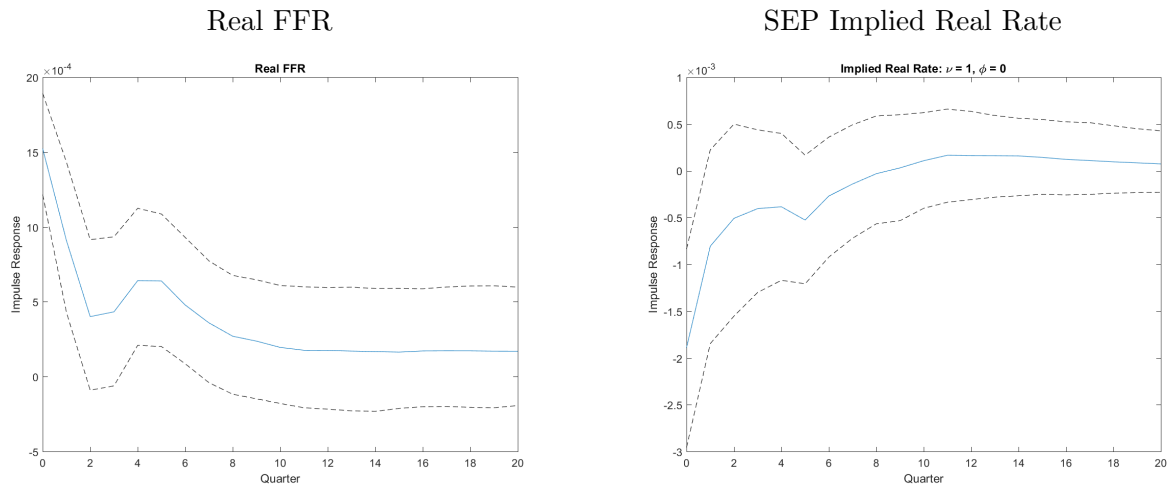 Real FFR
SEP Implied Real Rate
×10⁻⁴
Real FFR
20
15
10
5
0
-5
Impulse Response
0 2 4 6 8 10 12 14 16 18 20
Quarter
×10⁻³
Implied Real Rate: ν = 1, ϕ = 0
1
0.5
0
-0.5
-1
-1.5
-2
-2.5
-3
Impulse Response
0 2 4 6 8 10 12 14 16 18 20
Quarter